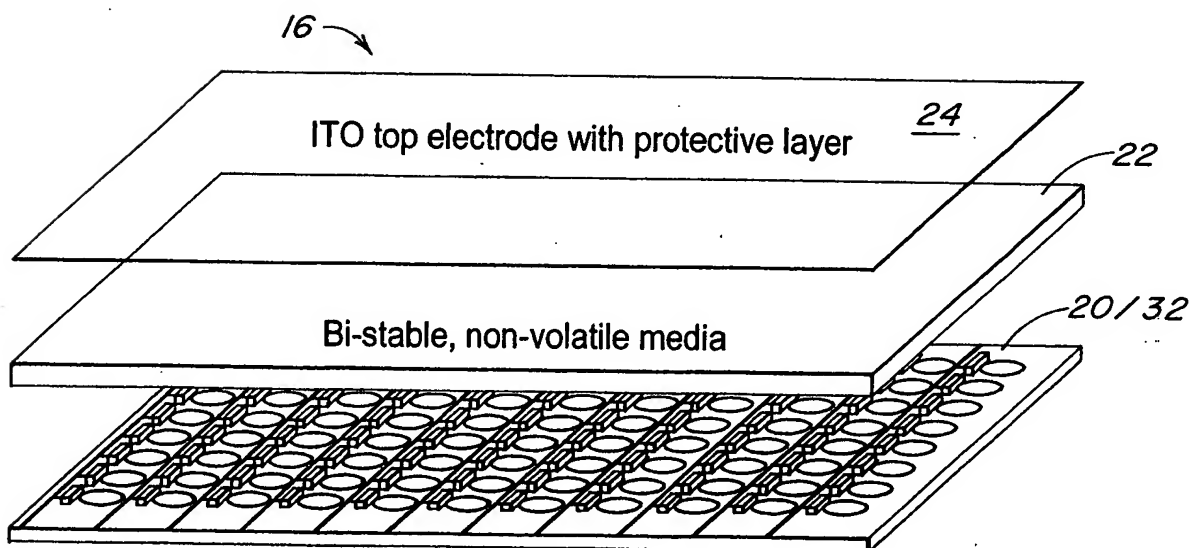 16
ITO top electrode with protective layer
24
22
Bi-stable, non-volatile media
20/32